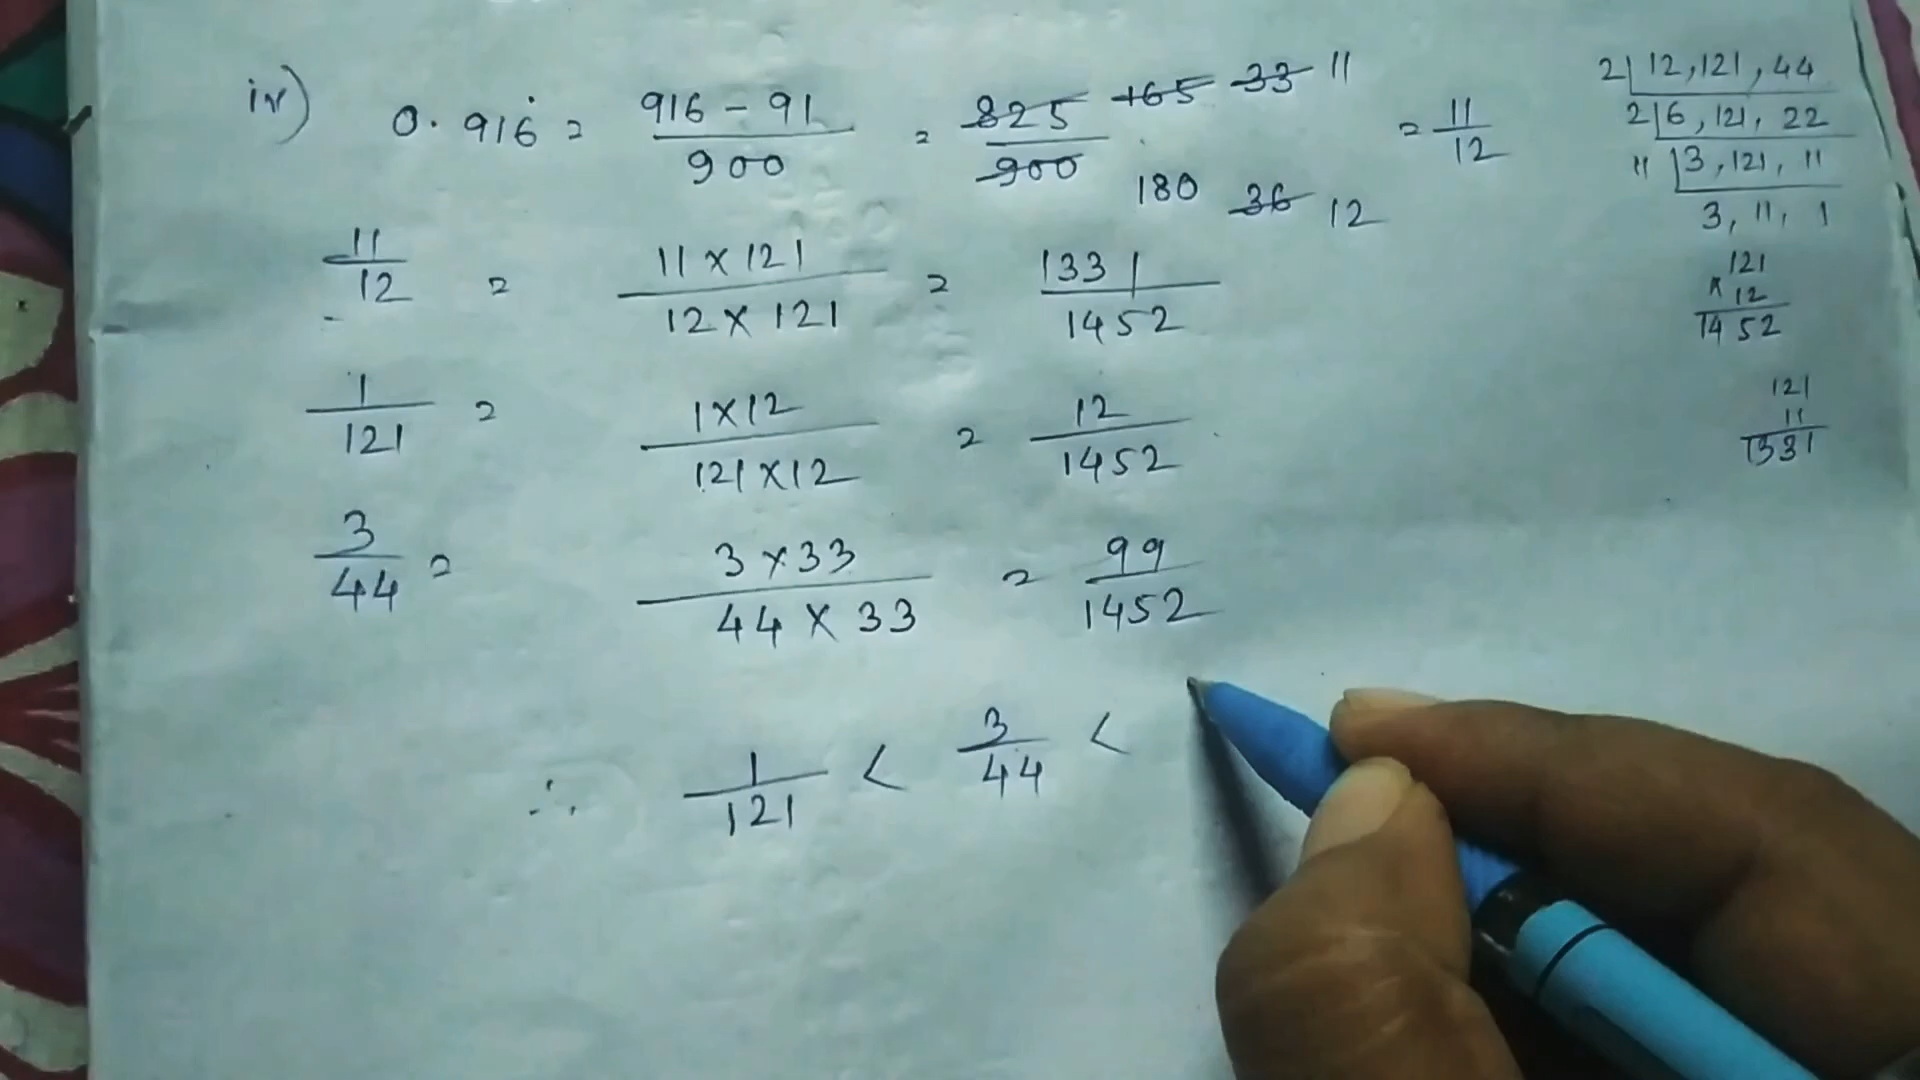 iv) 0.916̇ = 916 - 91 / 900 = 825 / 900 165 33 11 / 180 36 12 = 11/12
11/12 = 11 x 121 / 12 x 121 = 1331 / 1452
1/121 = 1 x 12 / 121 x 12 = 12 / 1452
3/44 = 3 x 33 / 44 x 33 = 99 / 1452
∴ 1/121 < 3/44 <
2 | 12, 121, 44
2 | 6, 121, 22
11 | 3, 121, 11
3, 11, 1
121
x 12
1452
121
11
1331